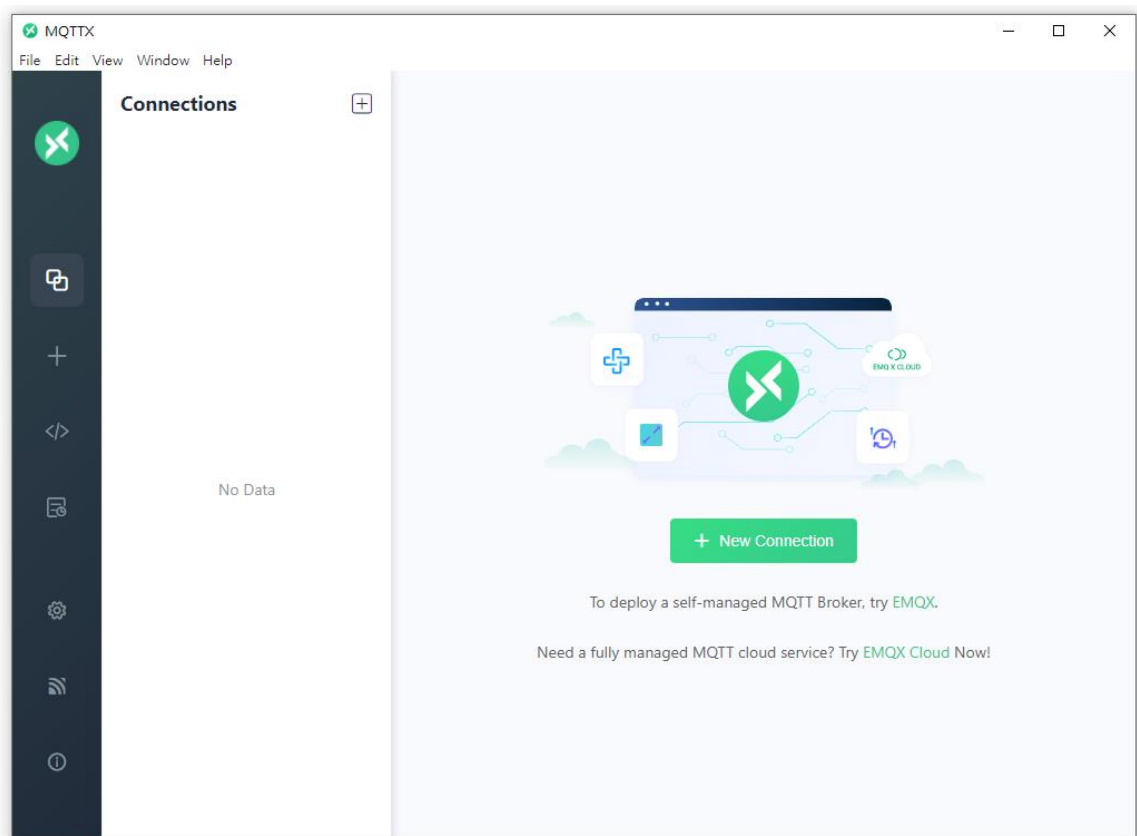 MQTTX
File Edit View Window Help
Connections
No Data
EMQ X CLOUD
+ New Connection
To deploy a self-managed MQTT Broker, try EMQX.
Need a fully managed MQTT cloud service? Try EMQX Cloud Now!